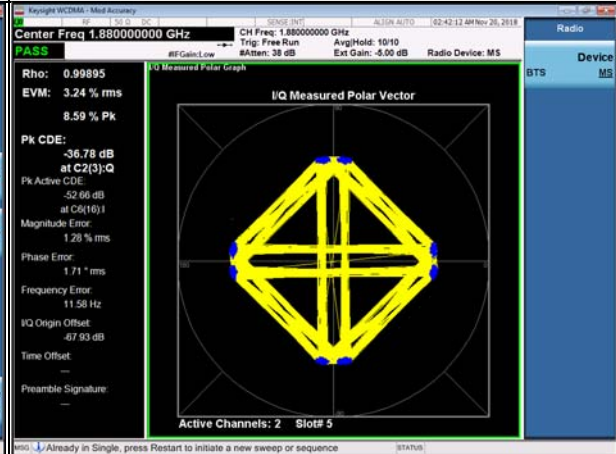 Keysight WCDMA - Mod Accuracy
RF 50 Ω DC SENSE:INT ALIGN AUTO 02:42:12 AM Nov 20, 2018
Center Freq 1.880000000 GHz
CH Freq: 1.880000000 GHz
Trig: Free Run Avg|Hold: 10/10
PASS
#IFGain:Low #Atten: 38 dB Ext Gain: -5.00 dB Radio Device: MS
Radio
Device
BTS MS
Rho: 0.99895
EVM: 3.24 % rms
8.59 % Pk
Pk CDE:
-36.78 dB
at C2(3):Q
Pk Active CDE:
-52.66 dB
at C6(16):I
Magnitude Error:
1.28 % rms
Phase Error:
1.71 ° rms
Frequency Error:
11.58 Hz
I/Q Origin Offset:
-67.93 dB
Time Offset:
---
Preamble Signature:
---
I/Q Measured Polar Graph
I/Q Measured Polar Vector
90
180
0
-90
Active Channels: 2 Slot# 5
MSG Already in Single, press Restart to initiate a new sweep or sequence STATUS